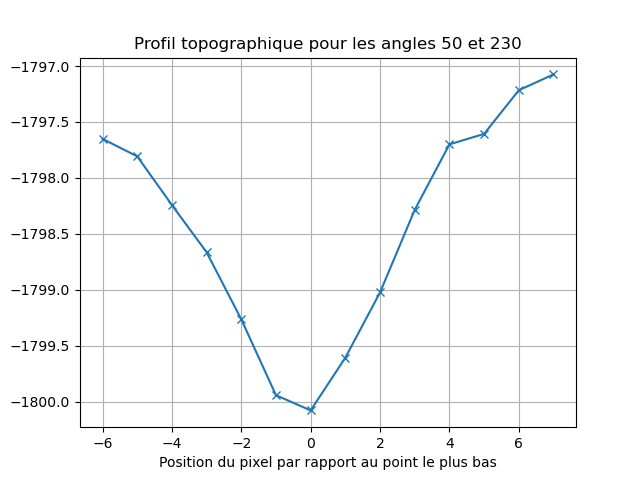 Profil topographique pour les angles 50 et 230
−1797.0
−1797.5
−1798.0
−1798.5
−1799.0
−1799.5
−1800.0
−6 −4 −2 0 2 4 6
Position du pixel par rapport au point le plus bas